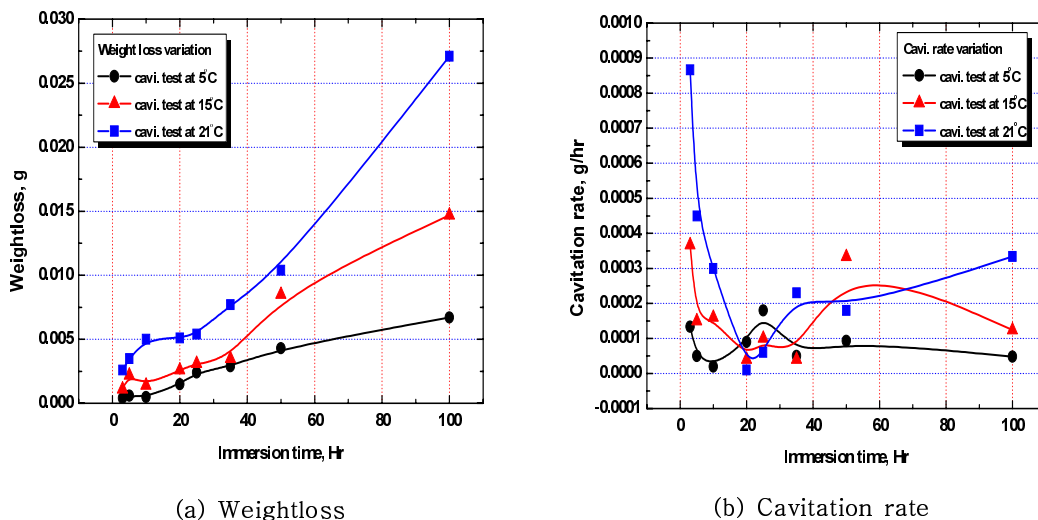 0.030
0.025
0.020
0.015
0.010
0.005
0.000
Weightloss, g
Weight loss variation
cavi. test at 5°C
cavi. test at 15°C
cavi. test at 21°C
0 20 40 60 80 100
Immersion time, Hr
(a) Weightloss
0.0010
0.0009
0.0008
0.0007
0.0006
0.0005
0.0004
0.0003
0.0002
0.0001
0.0000
-0.0001
Cavitation rate, g/hr
Cavi. rate variation
cavi. test at 5°C
cavi. test at 15°C
cavi. test at 21°C
0 20 40 60 80 100
Immersion time, Hr
(b) Cavitation rate